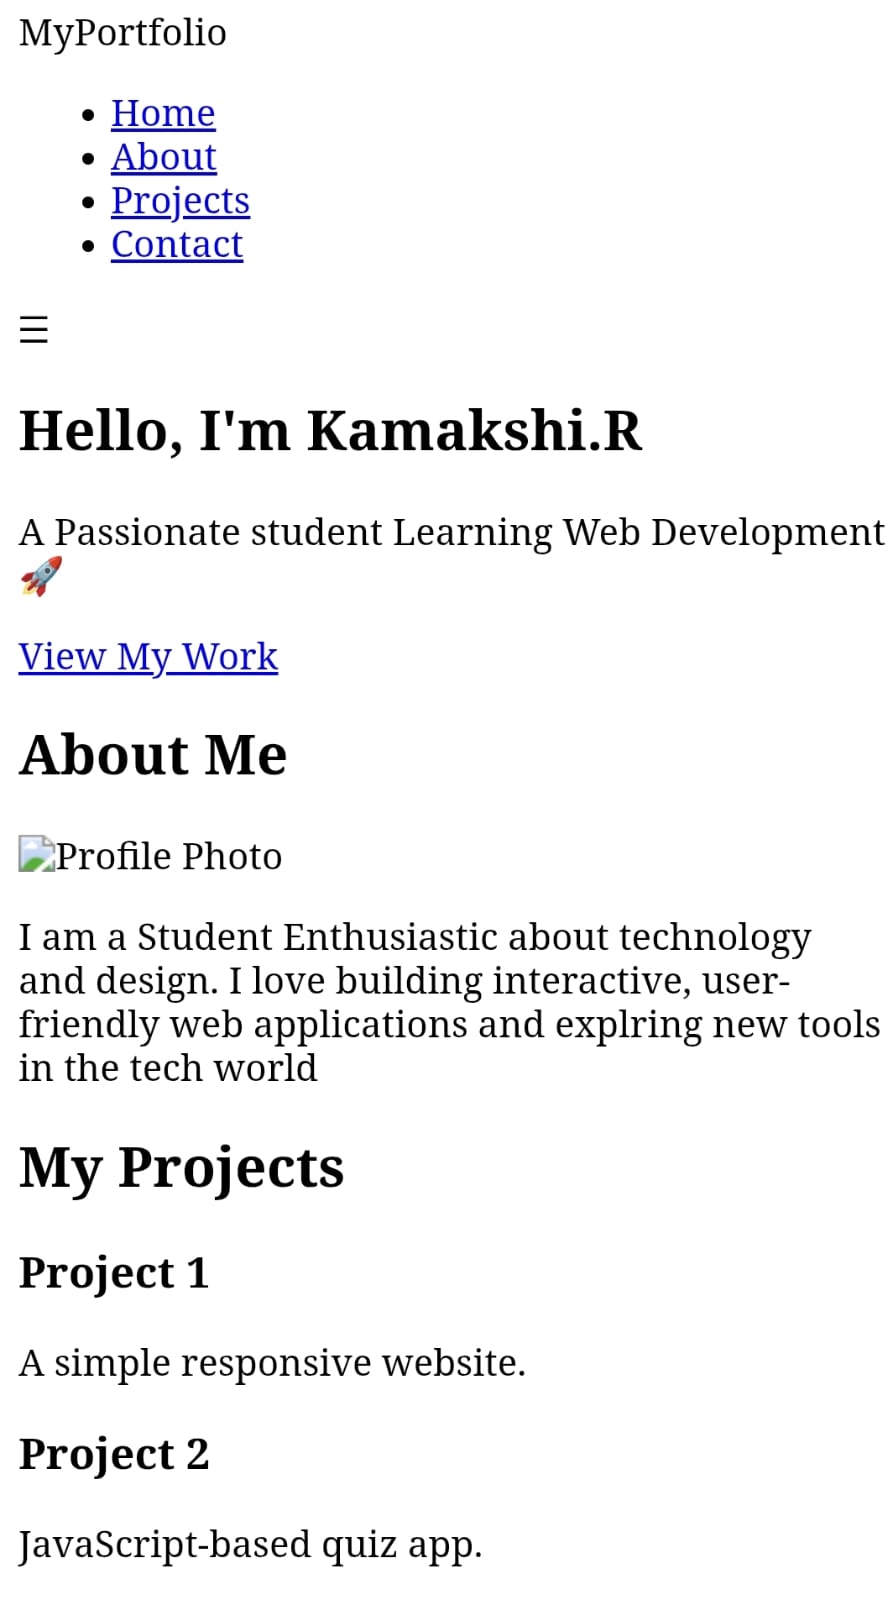 MyPortfolio
• Home
• About
• Projects
• Contact
☰
Hello, I'm Kamakshi.R
A Passionate student Learning Web Development
🚀
View My Work
About Me
Profile Photo
I am a Student Enthusiastic about technology
and design. I love building interactive, user-
friendly web applications and explring new tools
in the tech world
My Projects
Project 1
A simple responsive website.
Project 2
JavaScript-based quiz app.